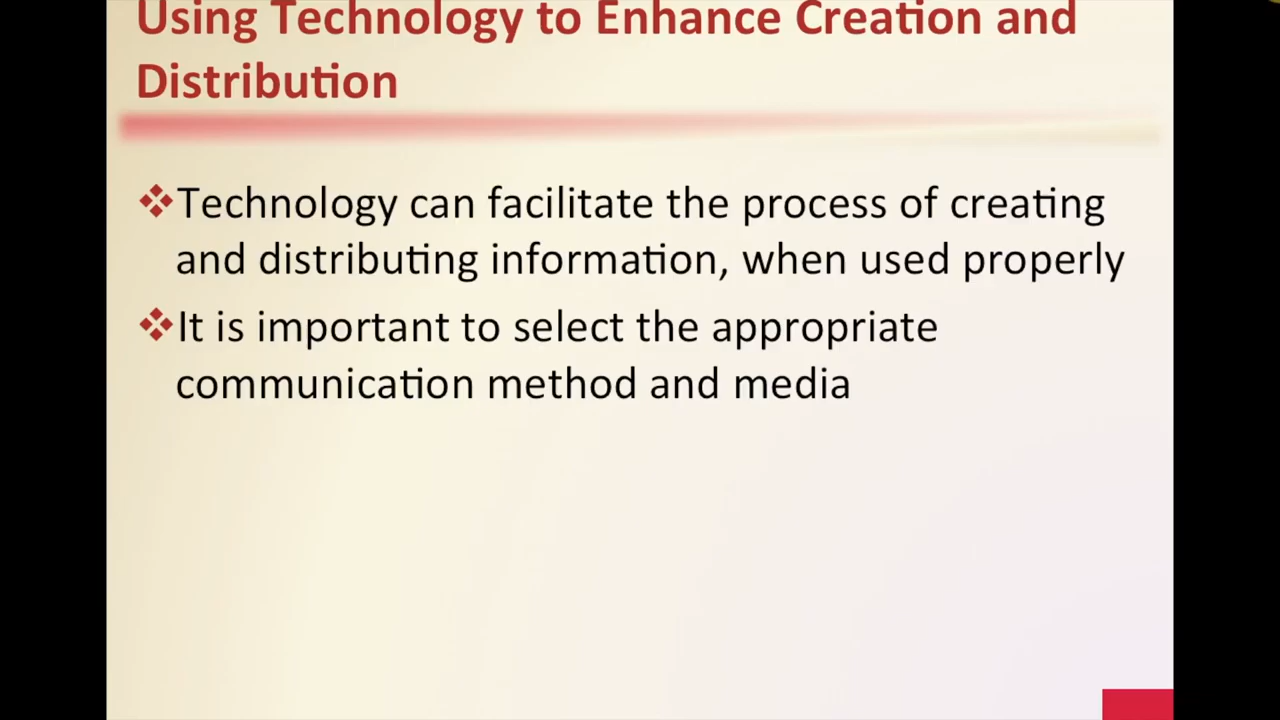 Using Technology to Enhance Creation and
Distribution
❖Technology can facilitate the process of creating
and distributing information, when used properly
❖It is important to select the appropriate
communication method and media